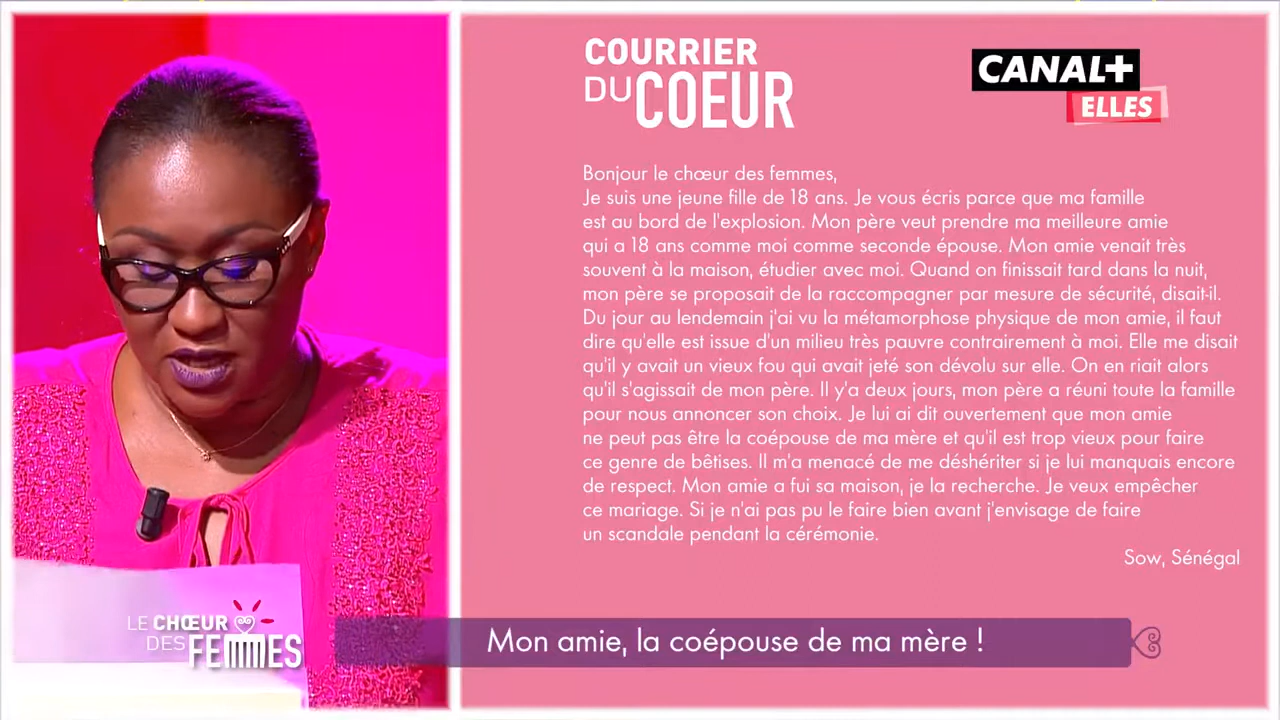 COURRIER
DU COEUR
CANAL+
ELLES
Bonjour le chœur des femmes,
Je suis une jeune fille de 18 ans. Je vous écris parce que ma famille
est au bord de l'explosion. Mon père veut prendre ma meilleure amie
qui a 18 ans comme moi comme seconde épouse. Mon amie venait très
souvent à la maison, étudier avec moi. Quand on finissait tard dans la nuit,
mon père se proposait de la raccompagner par mesure de sécurité, disait-il.
Du jour au lendemain j'ai vu la métamorphose physique de mon amie, il faut
dire qu'elle est issue d'un milieu très pauvre contrairement à moi. Elle me disait
qu'il y avait un vieux fou qui avait jeté son dévolu sur elle. On en riait alors
qu'il s'agissait de mon père. Il y'a deux jours, mon père a réuni toute la famille
pour nous annoncer son choix. Je lui ai dit ouvertement que mon amie
ne peut pas être la coépouse de ma mère et qu'il est trop vieux pour faire
ce genre de bêtises. Il m'a menacé de me déshériter si je lui manquais encore
de respect. Mon amie a fui sa maison, je la recherche. Je veux empêcher
ce mariage. Si je n'ai pas pu le faire bien avant j'envisage de faire
un scandale pendant la cérémonie.
Sow, Sénégal
LE CHŒUR
DES FEMMES
Mon amie, la coépouse de ma mère !